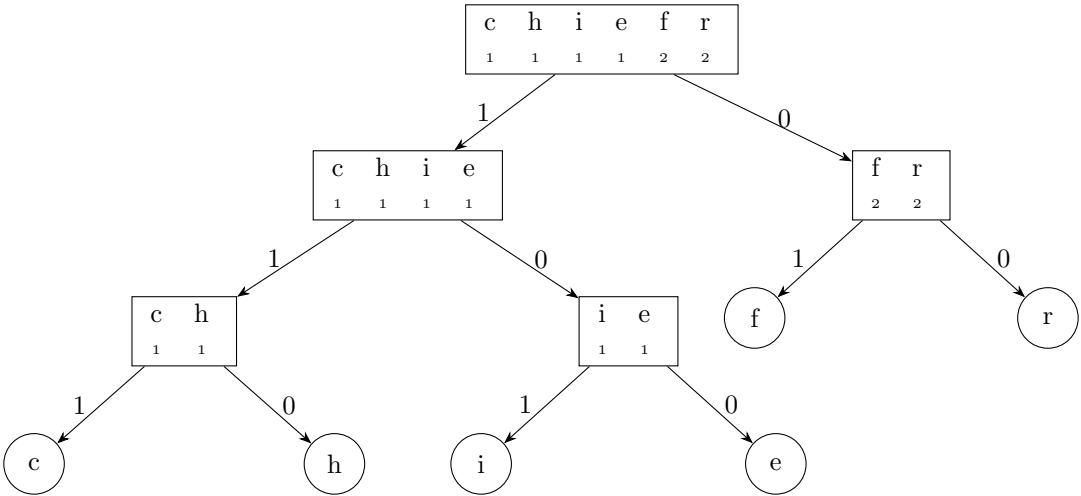 c h i e f r
1 1 1 1 2 2
1 0
c h i e
1 1 1 1
f r
2 2
1 0 1 0
c h
1 1
i e
1 1
f r
1 0 1 0
c h i e